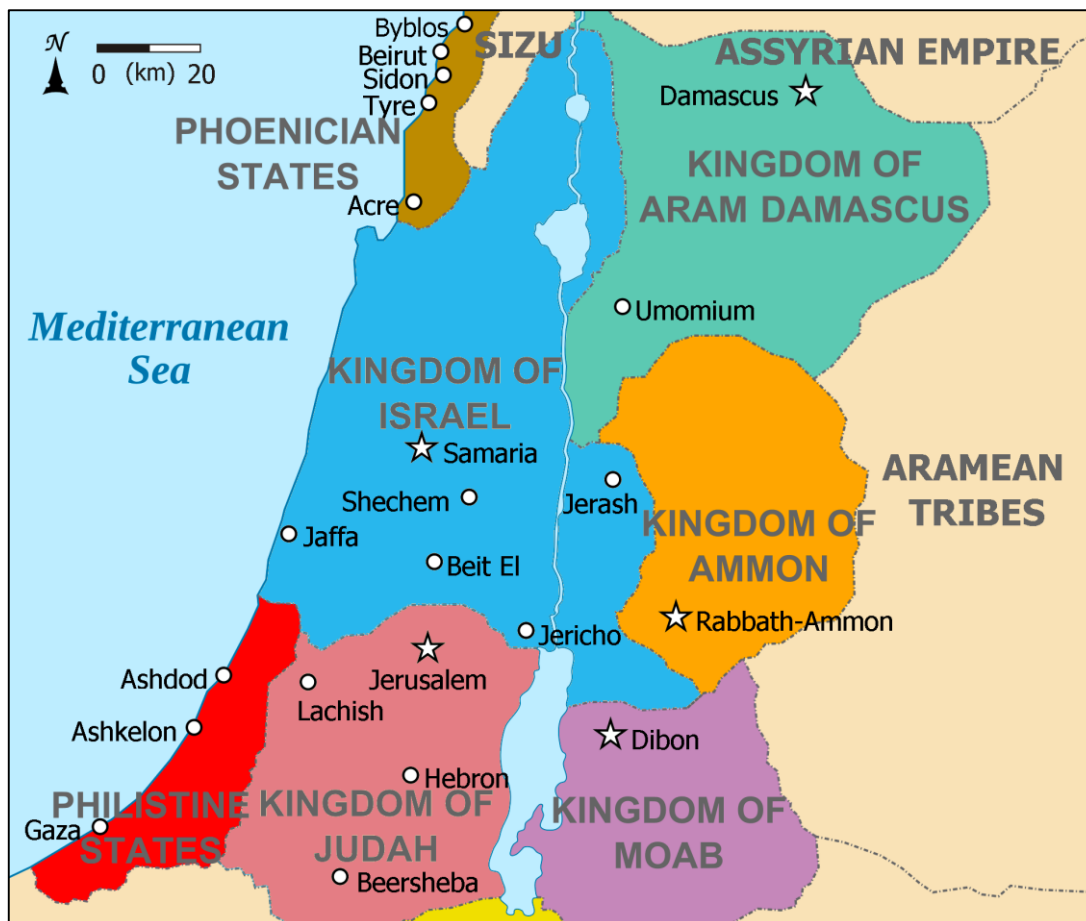 N
0 (km) 20
Byblos
Beirut
Sidon
Tyre
SIZU
ASSYRIAN EMPIRE
Damascus
PHOENICIAN
STATES
KINGDOM OF
ARAM DAMASCUS
Acre
Umomium
Mediterranean
Sea
KINGDOM OF
ISRAEL
Samaria
Shechem
Jerash
ARAMEAN
TRIBES
KINGDOM OF
AMMON
Jaffa
Beit El
Jericho
Rabbath-Ammon
Ashdod
Jerusalem
Lachish
Ashkelon
Dibon
Hebron
PHILISTINE
STATES
KINGDOM OF
JUDAH
KINGDOM OF
MOAB
Gaza
Beersheba